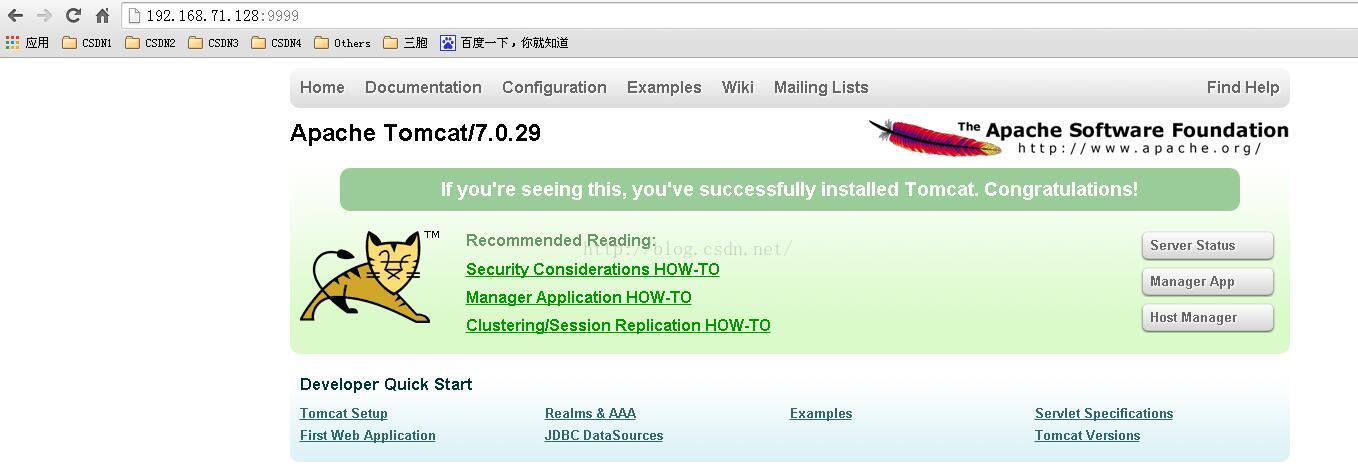 192.168.71.128:9999
应用 CSDN1 CSDN2 CSDN3 CSDN4 Others 三胞 百度一下，你就知道
Home Documentation Configuration Examples Wiki Mailing Lists Find Help
Apache Tomcat/7.0.29
The Apache Software Foundation
http://www.apache.org/
If you're seeing this, you've successfully installed Tomcat. Congratulations!
TM
Recommended Reading:
http://blog.csdn.net/
Security Considerations HOW-TO
Manager Application HOW-TO
Clustering/Session Replication HOW-TO
Server Status
Manager App
Host Manager
Developer Quick Start
Tomcat Setup Realms & AAA Examples Servlet Specifications
First Web Application JDBC DataSources Tomcat Versions